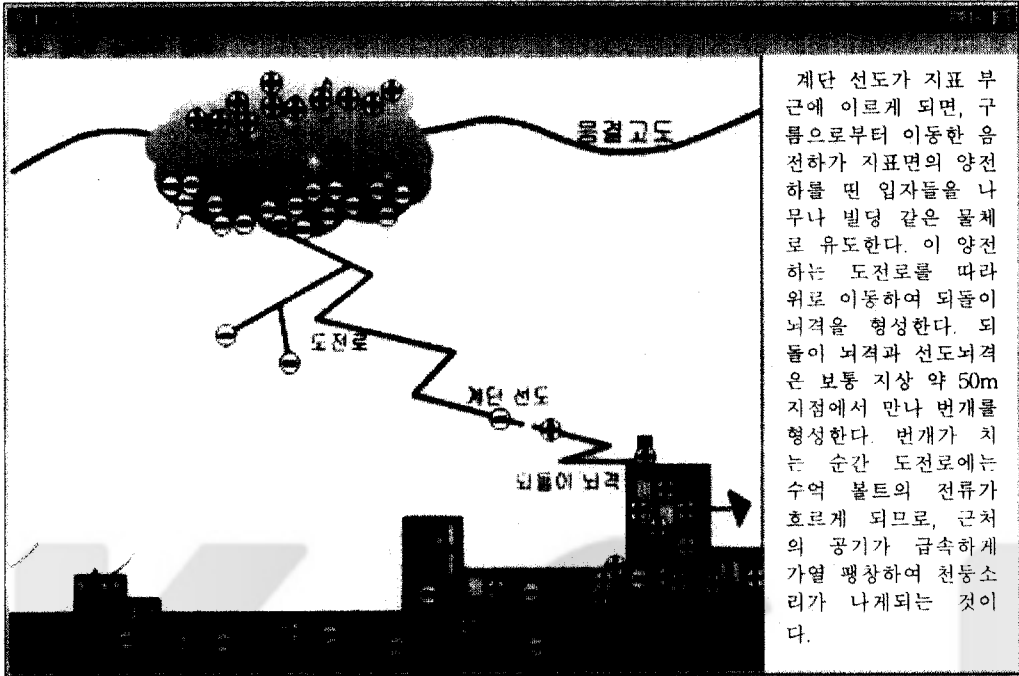 뭉결고도
도전로
계단 선도
되돌이 뇌격
계단 선도가 지표 부
근에 이르게 되면, 구
름으로부터 이동한 음
전하가 지표면의 양전
하를 띤 입자들을 나
무나 빌딩 같은 물체
로 유도한다. 이 양전
하는 도전로를 따라
위로 이동하여 되돌이
뇌격을 형성한다. 되
돌이 뇌격과 선도뇌격
은 보통 지상 약 50m
지점에서 만나 번개를
형성한다. 번개가 치
는 순간 도전로에는
수억 볼트의 전류가
흐르게 되므로, 근처
의 공기가 급속하게
가열 팽창하여 천둥소
리가 나게되는 것이
다.